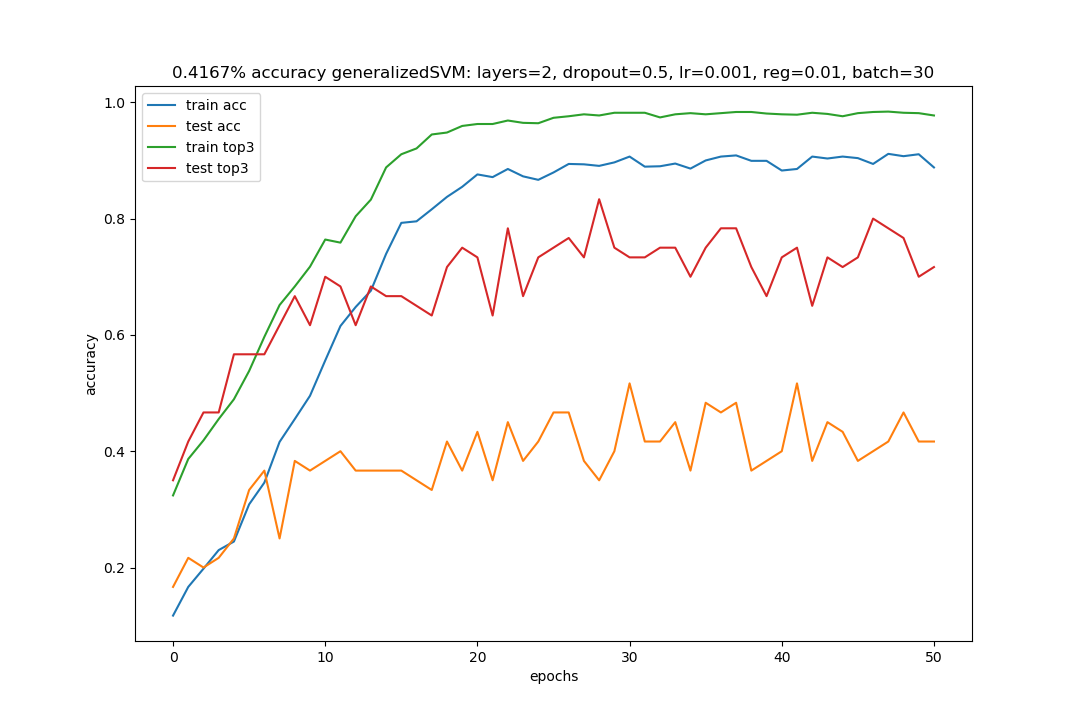 0.4167% accuracy generalizedSVM: layers=2, dropout=0.5, lr=0.001, reg=0.01, batch=30
train acc
test acc
train top3
test top3
1.0
0.8
0.6
0.4
0.2
accuracy
0 10 20 30 40 50
epochs